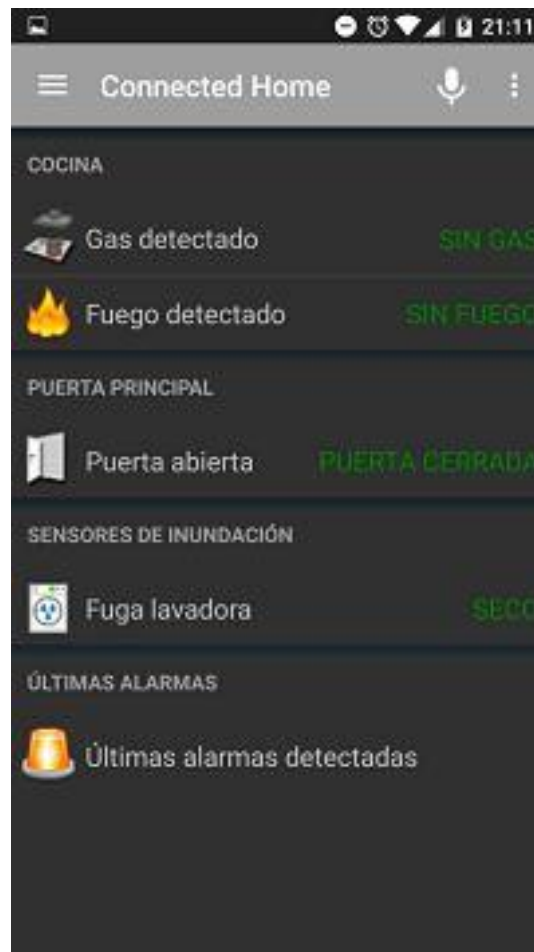 21:11
Connected Home
COCINA
Gas detectado SIN GAS
Fuego detectado SIN FUEGO
PUERTA PRINCIPAL
Puerta abierta PUERTA CERRADA
SENSORES DE INUNDACIÓN
Fuga lavadora SECO
ÚLTIMAS ALARMAS
Últimas alarmas detectadas